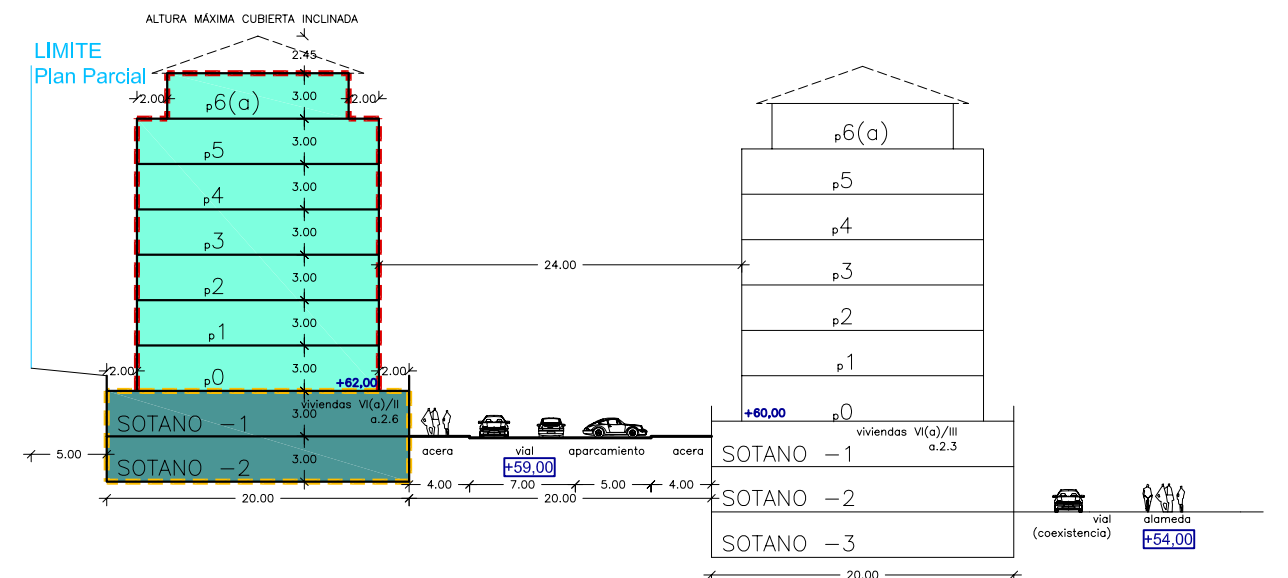 ALTURA MÁXIMA CUBIERTA INCLINADA
LIMITE
Plan Parcial
2.45
2.00
2.00
p6(a)
3.00
p5
3.00
p4
3.00
p3
3.00
p2
3.00
p1
3.00
p0
3.00
2.00
2.00
+62,00
viviendas VI(a)/II
a.2.6
SOTANO -1
3.00
SOTANO -2
3.00
5.00
20.00
24.00
acera
vial
aparcamiento
acera
+59,00
4.00
7.00
5.00
4.00
20.00
p6(a)
p5
p4
p3
p2
p1
p0
+60,00
viviendas VI(a)/III
a.2.3
SOTANO -1
SOTANO -2
SOTANO -3
20.00
vial
(coexistencia)
alameda
+54,00